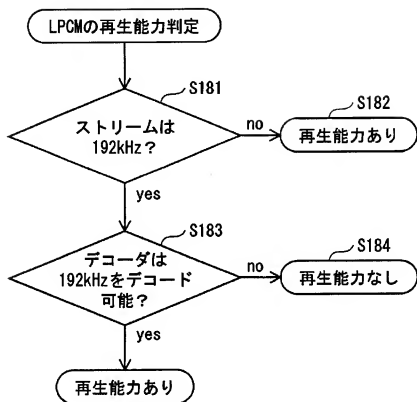 LPCMの再生能力判定
S181
ストリームは
192kHz?
no
S182
再生能力あり
yes
S183
デコーダは
192kHzをデコード
可能?
no
S184
再生能力なし
yes
再生能力あり